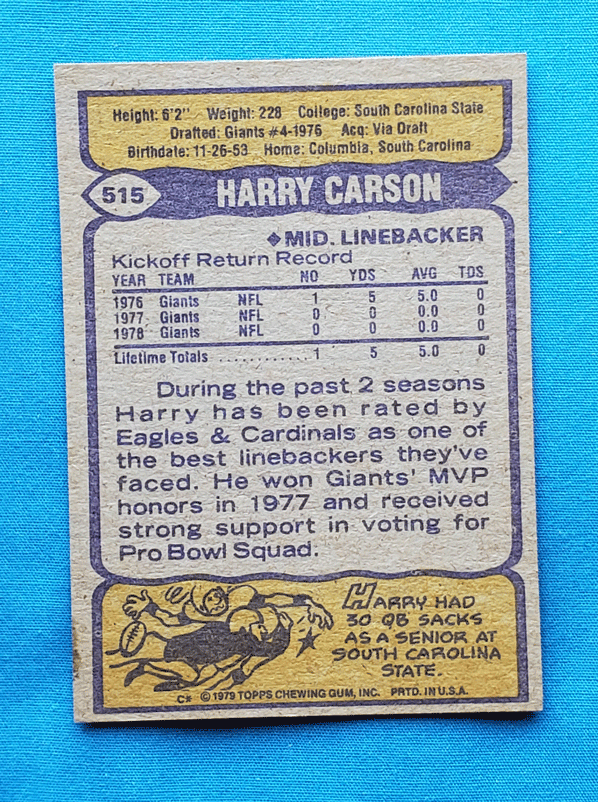 Height: 6'2" Weight: 228 College: South Carolina State
Drafted: Giants #4-1976 Acq: Via Draft
Birthdate: 11-26-53 Home: Columbia, South Carolina
515 HARRY CARSON
◆MID. LINEBACKER
Kickoff Return Record
YEAR TEAM NO YDS AVG TDS
1976 Giants NFL 1 5 5.0 0
1977 Giants NFL 0 0 0.0 0
1978 Giants NFL 0 0 0.0 0
Lifetime Totals ............ 1 5 5.0 0
During the past 2 seasons
Harry has been rated by
Eagles & Cardinals as one of
the best linebackers they've
faced. He won Giants' MVP
honors in 1977 and received
strong support in voting for
Pro Bowl Squad.
HARRY HAD
30 QB SACKS
AS A SENIOR AT
SOUTH CAROLINA
STATE.
C* © 1979 TOPPS CHEWING GUM, INC. PRTD. IN U.S.A.